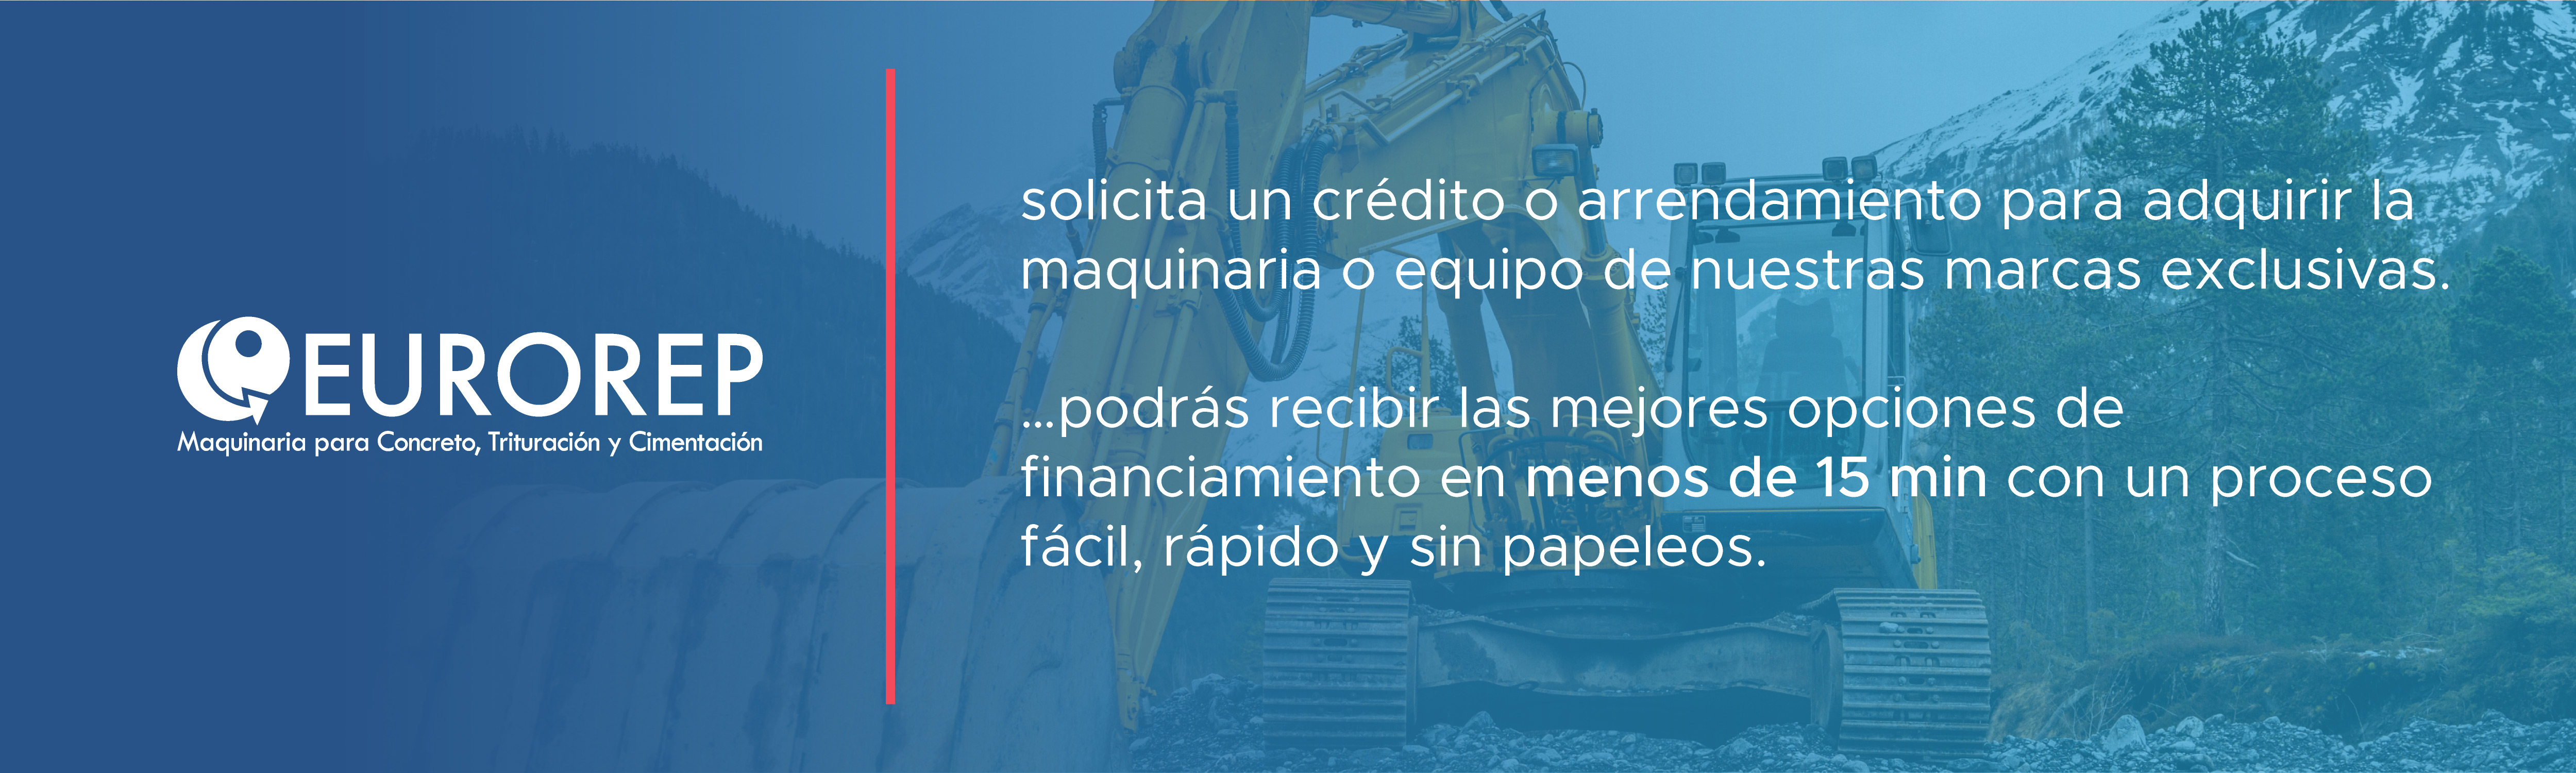 EUROREP
Maquinaria para Concreto, Trituración y Cimentación
solicita un crédito o arrendamiento para adquirir la
maquinaria o equipo de nuestras marcas exclusivas.
...podrás recibir las mejores opciones de
financiamiento en menos de 15 min con un proceso
fácil, rápido y sin papeleos.